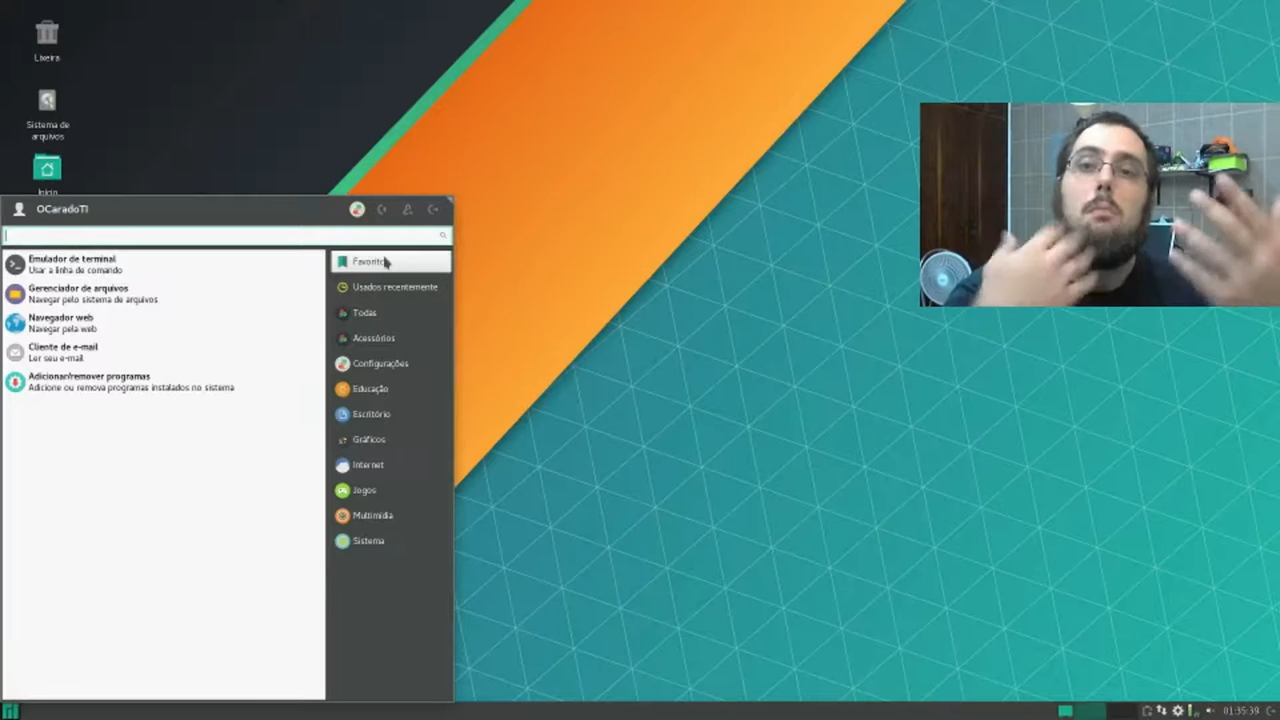 Lixeira
Sistema de
arquivos
Início
OCaradoTI
Emulador de terminal
Usar a linha de comando
Gerenciador de arquivos
Navegar pelo sistema de arquivos
Navegador web
Navegar pela web
Cliente de e-mail
Ler seu e-mail
Adicionar/remover programas
Adicione ou remova programas instalados no sistema
Favoritos
Usados recentemente
Todas
Acessórios
Configurações
Educação
Escritório
Gráficos
Internet
Jogos
Multimídia
Sistema
01:35:39